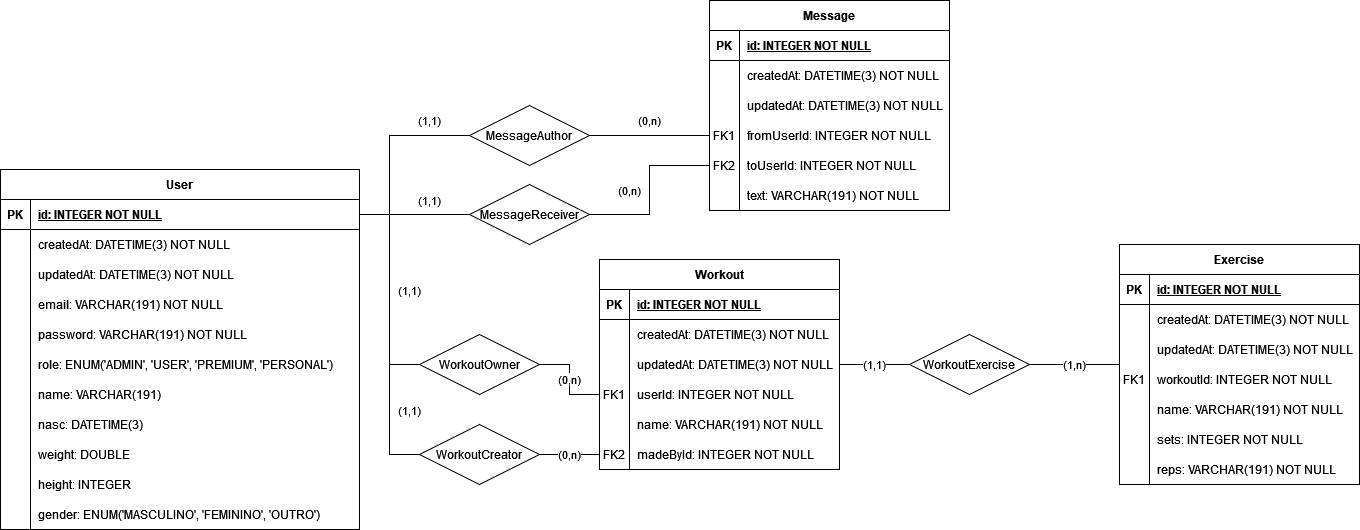 Message
PK id: INTEGER NOT NULL
createdAt: DATETIME(3) NOT NULL
updatedAt: DATETIME(3) NOT NULL
FK1 fromUserId: INTEGER NOT NULL
FK2 toUserId: INTEGER NOT NULL
text: VARCHAR(191) NOT NULL
(1,1) MessageAuthor (0,n)
(1,1) MessageReceiver (0,n)
User
PK id: INTEGER NOT NULL
createdAt: DATETIME(3) NOT NULL
updatedAt: DATETIME(3) NOT NULL
email: VARCHAR(191) NOT NULL
password: VARCHAR(191) NOT NULL
role: ENUM('ADMIN', 'USER', 'PREMIUM', 'PERSONAL')
name: VARCHAR(191)
nasc: DATETIME(3)
weight: DOUBLE
height: INTEGER
gender: ENUM('MASCULINO', 'FEMININO', 'OUTRO')
(1,1)
WorkoutOwner (0,n)
(1,1)
WorkoutCreator (0,n)
Workout
PK id: INTEGER NOT NULL
createdAt: DATETIME(3) NOT NULL
updatedAt: DATETIME(3) NOT NULL
FK1 userId: INTEGER NOT NULL
name: VARCHAR(191) NOT NULL
FK2 madeById: INTEGER NOT NULL
(1,1) WorkoutExercise (1,n)
Exercise
PK id: INTEGER NOT NULL
createdAt: DATETIME(3) NOT NULL
updatedAt: DATETIME(3) NOT NULL
FK1 workoutId: INTEGER NOT NULL
name: VARCHAR(191) NOT NULL
sets: INTEGER NOT NULL
reps: VARCHAR(191) NOT NULL